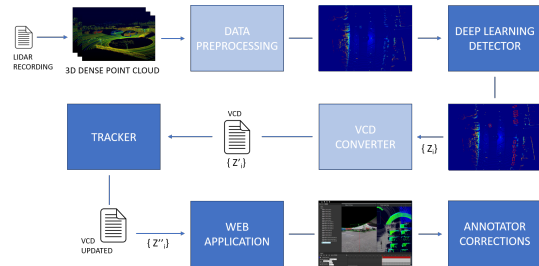 LIDAR
RECORDING
3D DENSE POINT CLOUD
DATA
PREPROCESSING
DEEP LEARNING
DETECTOR
TRACKER
VCD
{ Z'ᵢ}
VCD
CONVERTER
{ Zᵢ}
VCD
UPDATED
{ Z''ᵢ}
WEB
APPLICATION
ANNOTATOR
CORRECTIONS